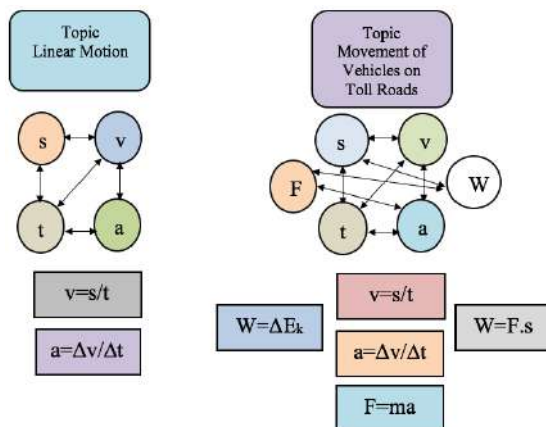 Topic
Linear Motion
s
v
t
a
v=s/t
a=Δv/Δt
Topic
Movement of
Vehicles on
Toll Roads
s
v
F
W
t
a
v=s/t
W=ΔEk
W=F.s
a=Δv/Δt
F=ma